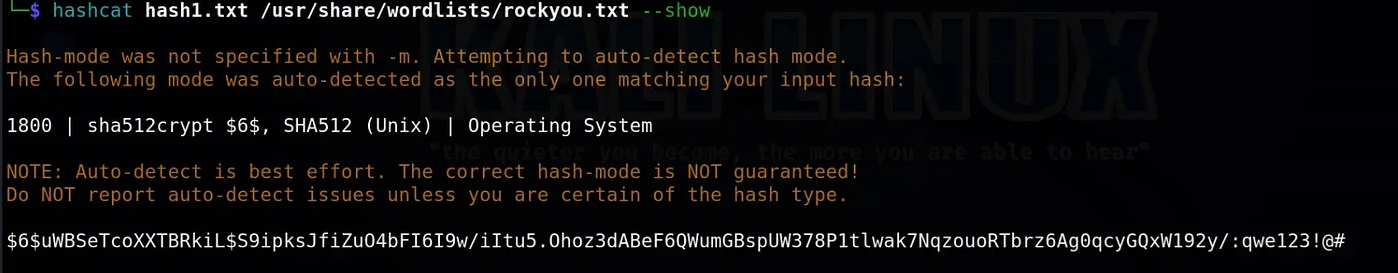 └─$ hashcat hash1.txt /usr/share/wordlists/rockyou.txt --show
Hash-mode was not specified with -m. Attempting to auto-detect hash mode.
The following mode was auto-detected as the only one matching your input hash:
1800 | sha512crypt $6$, SHA512 (Unix) | Operating System
NOTE: Auto-detect is best effort. The correct hash-mode is NOT guaranteed!
Do NOT report auto-detect issues unless you are certain of the hash type.
$6$uWBSeTcoXXTBRkiL$S9ipksJfiZuO4bFI6I9w/iItu5.Ohoz3dABeF6QWumGBspUW378P1tlwak7NqzouoRTbrz6Ag0qcyGQxW192y/:qwe123!@#
KALI LINUX
"the quieter you become, the more you are able to hear"